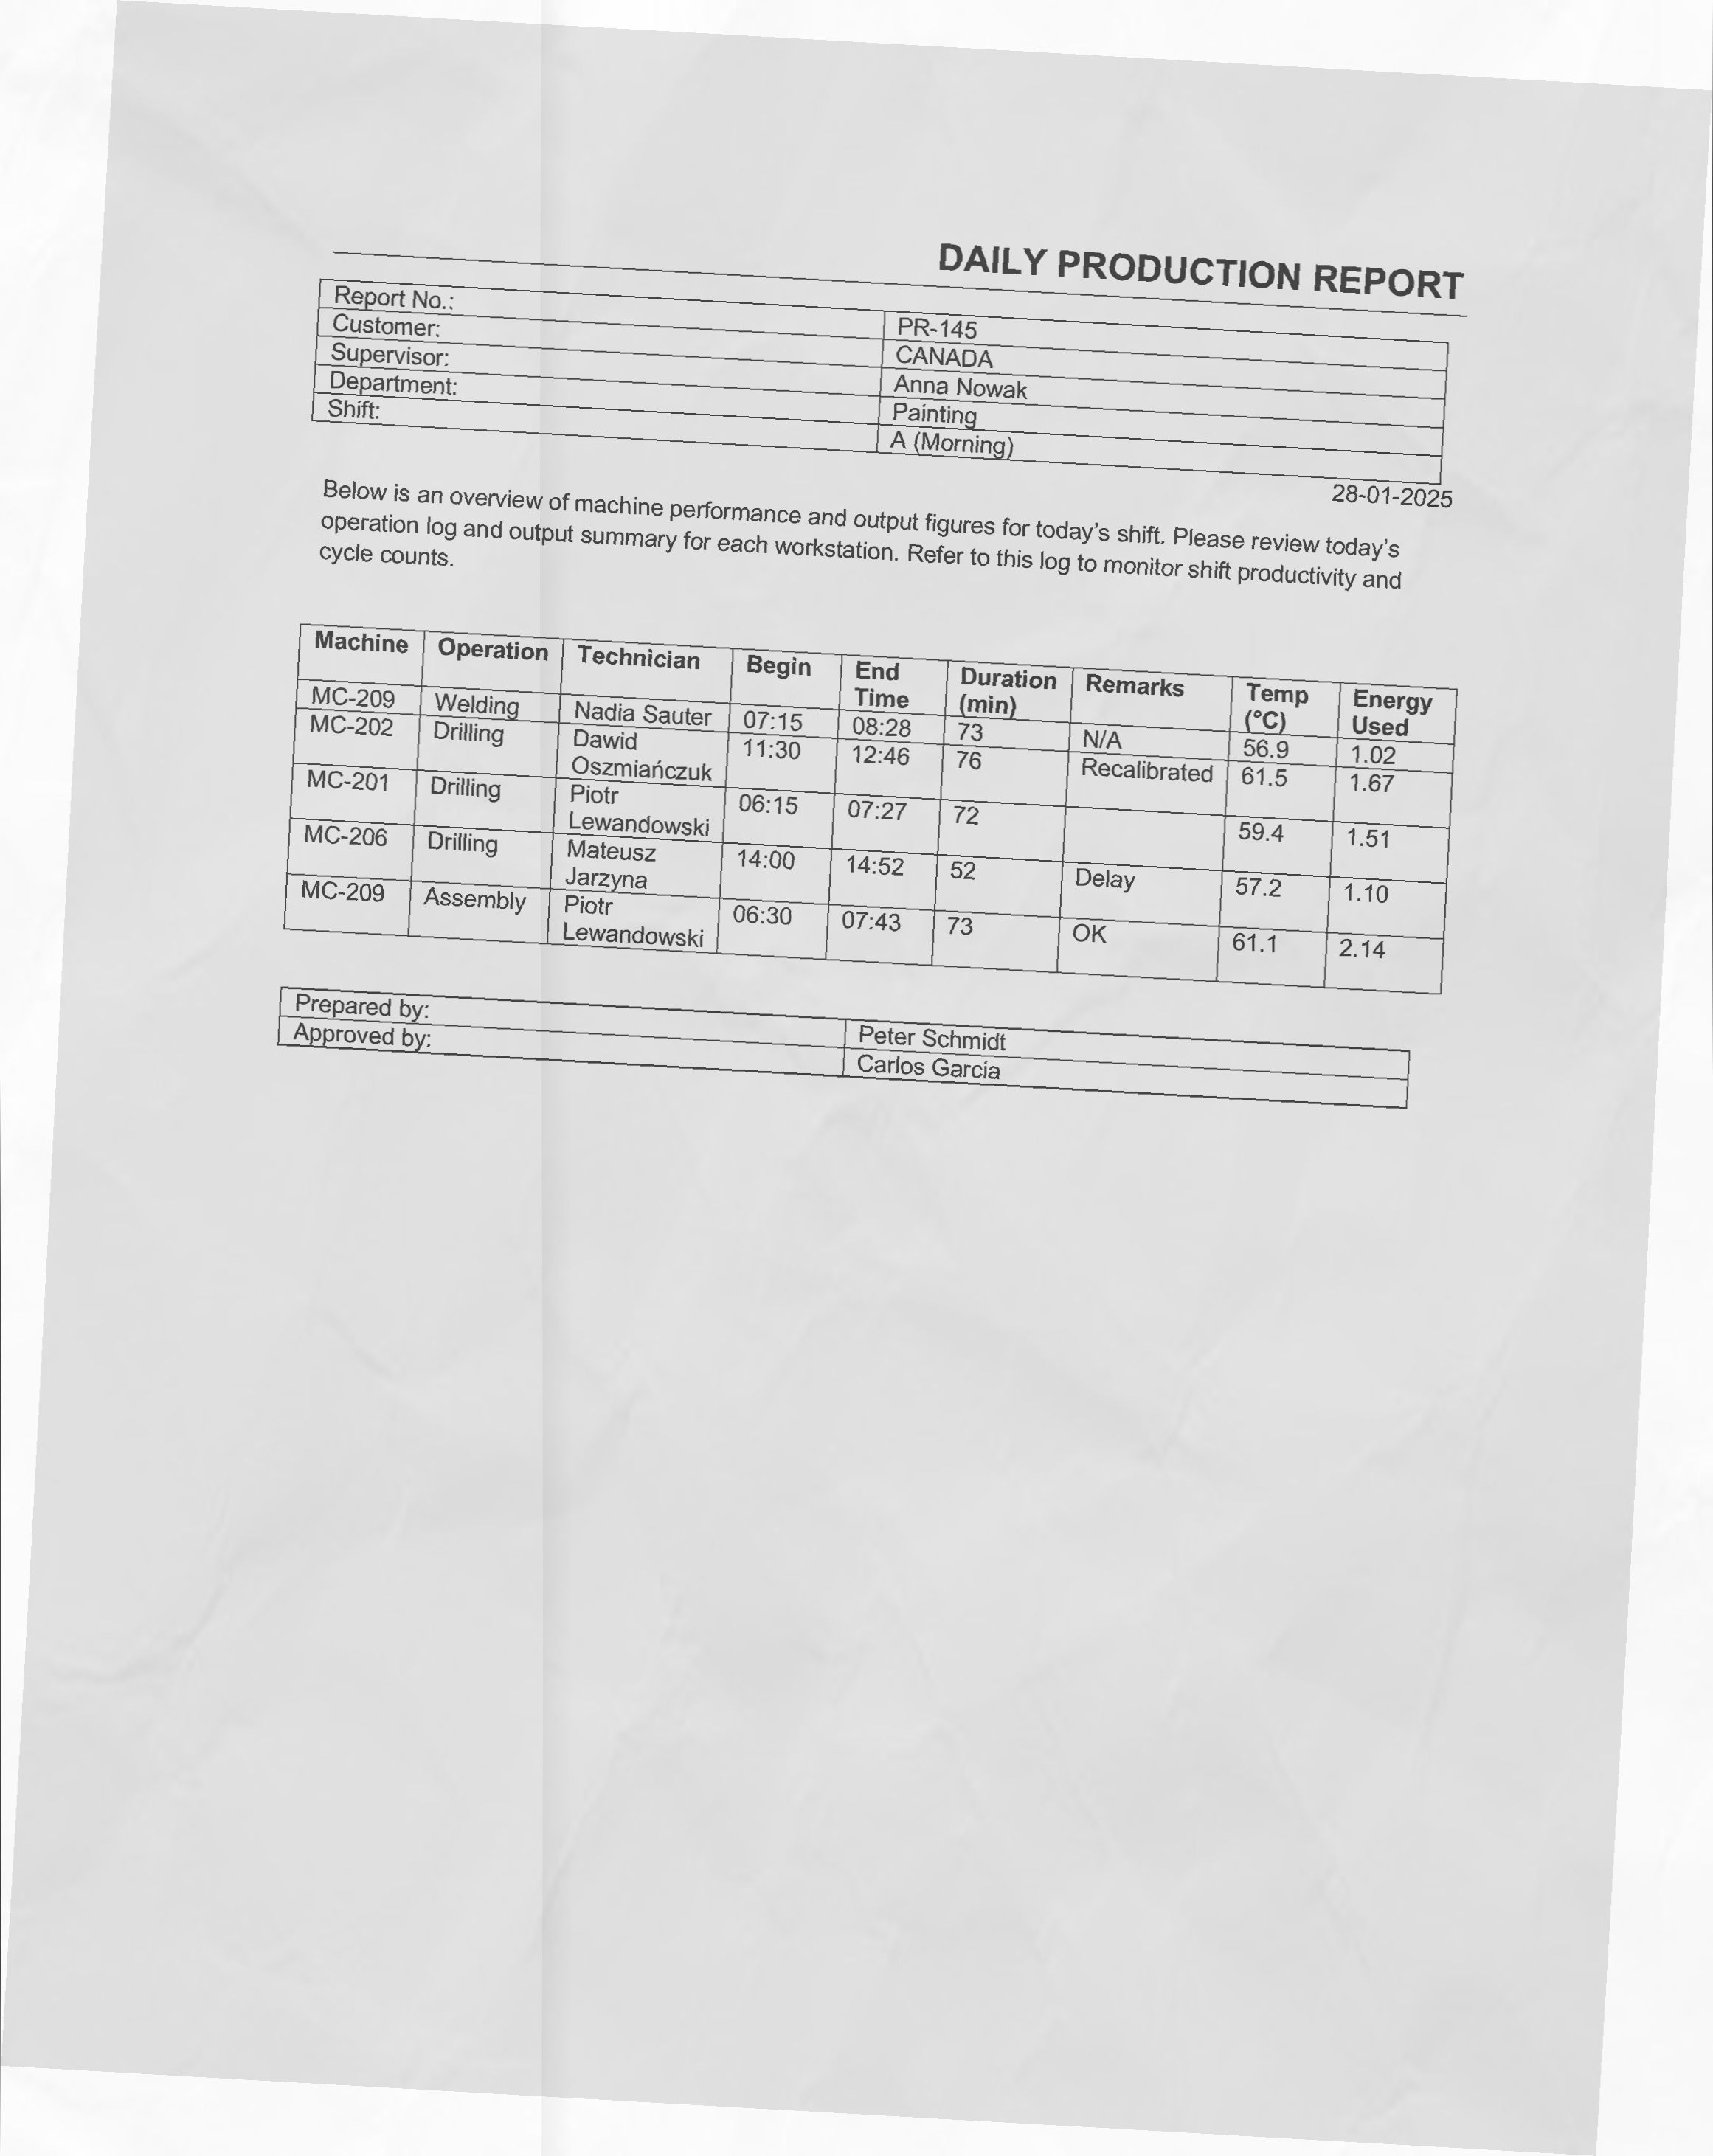 DAILY PRODUCTION REPORT
Report No.: PR-145
Customer: CANADA
Supervisor: Anna Nowak
Department: Painting
Shift: A (Morning)
28-01-2025
Below is an overview of machine performance and output figures for today's shift. Please review today's
operation log and output summary for each workstation. Refer to this log to monitor shift productivity and
cycle counts.
Machine Operation Technician Begin End Time Duration (min) Remarks Temp (°C) Energy Used
MC-209 Welding Nadia Sauter 07:15 08:28 73 N/A 56.9 1.02
MC-202 Drilling Dawid Oszmiańczuk 11:30 12:46 76 Recalibrated 61.5 1.67
MC-201 Drilling Piotr Lewandowski 06:15 07:27 72 59.4 1.51
MC-206 Drilling Mateusz Jarzyna 14:00 14:52 52 Delay 57.2 1.10
MC-209 Assembly Piotr Lewandowski 06:30 07:43 73 OK 61.1 2.14
Prepared by: Peter Schmidt
Approved by: Carlos Garcia